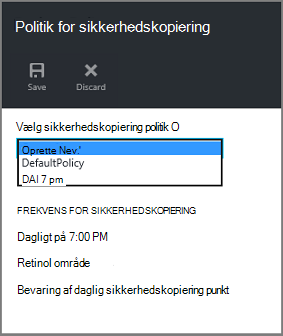 Politik for sikkerhedskopiering
Save Discard
Vælg sikkerhedskopiering politik O
Oprette Nev.'
DefaultPolicy
DAI 7 pm
FREKVENS FOR SIKKERHEDSKOPIERING
Dagligt på 7:00 PM
Retinol område
Bevaring af daglig sikkerhedskopiering punkt